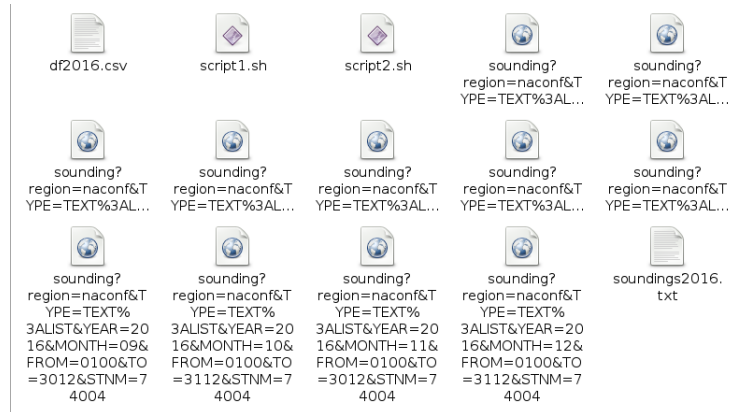 df2016.csv
script1.sh
script2.sh
sounding?
region=naconf&T
YPE=TEXT%3AL...
sounding?
region=naconf&T
YPE=TEXT%3AL...
sounding?
region=naconf&T
YPE=TEXT%3AL...
sounding?
region=naconf&T
YPE=TEXT%3AL...
sounding?
region=naconf&T
YPE=TEXT%3AL...
sounding?
region=naconf&T
YPE=TEXT%3AL...
sounding?
region=naconf&T
YPE=TEXT%3AL...
sounding?
region=naconf&T
YPE=TEXT%
3ALIST&YEAR=20
16&MONTH=09&
FROM=0100&TO
=3012&STNM=7
4004
sounding?
region=naconf&T
YPE=TEXT%
3ALIST&YEAR=20
16&MONTH=10&
FROM=0100&TO
=3112&STNM=7
4004
sounding?
region=naconf&T
YPE=TEXT%
3ALIST&YEAR=20
16&MONTH=11&
FROM=0100&TO
=3012&STNM=7
4004
sounding?
region=naconf&T
YPE=TEXT%
3ALIST&YEAR=20
16&MONTH=12&
FROM=0100&TO
=3112&STNM=7
4004
soundings2016.
txt